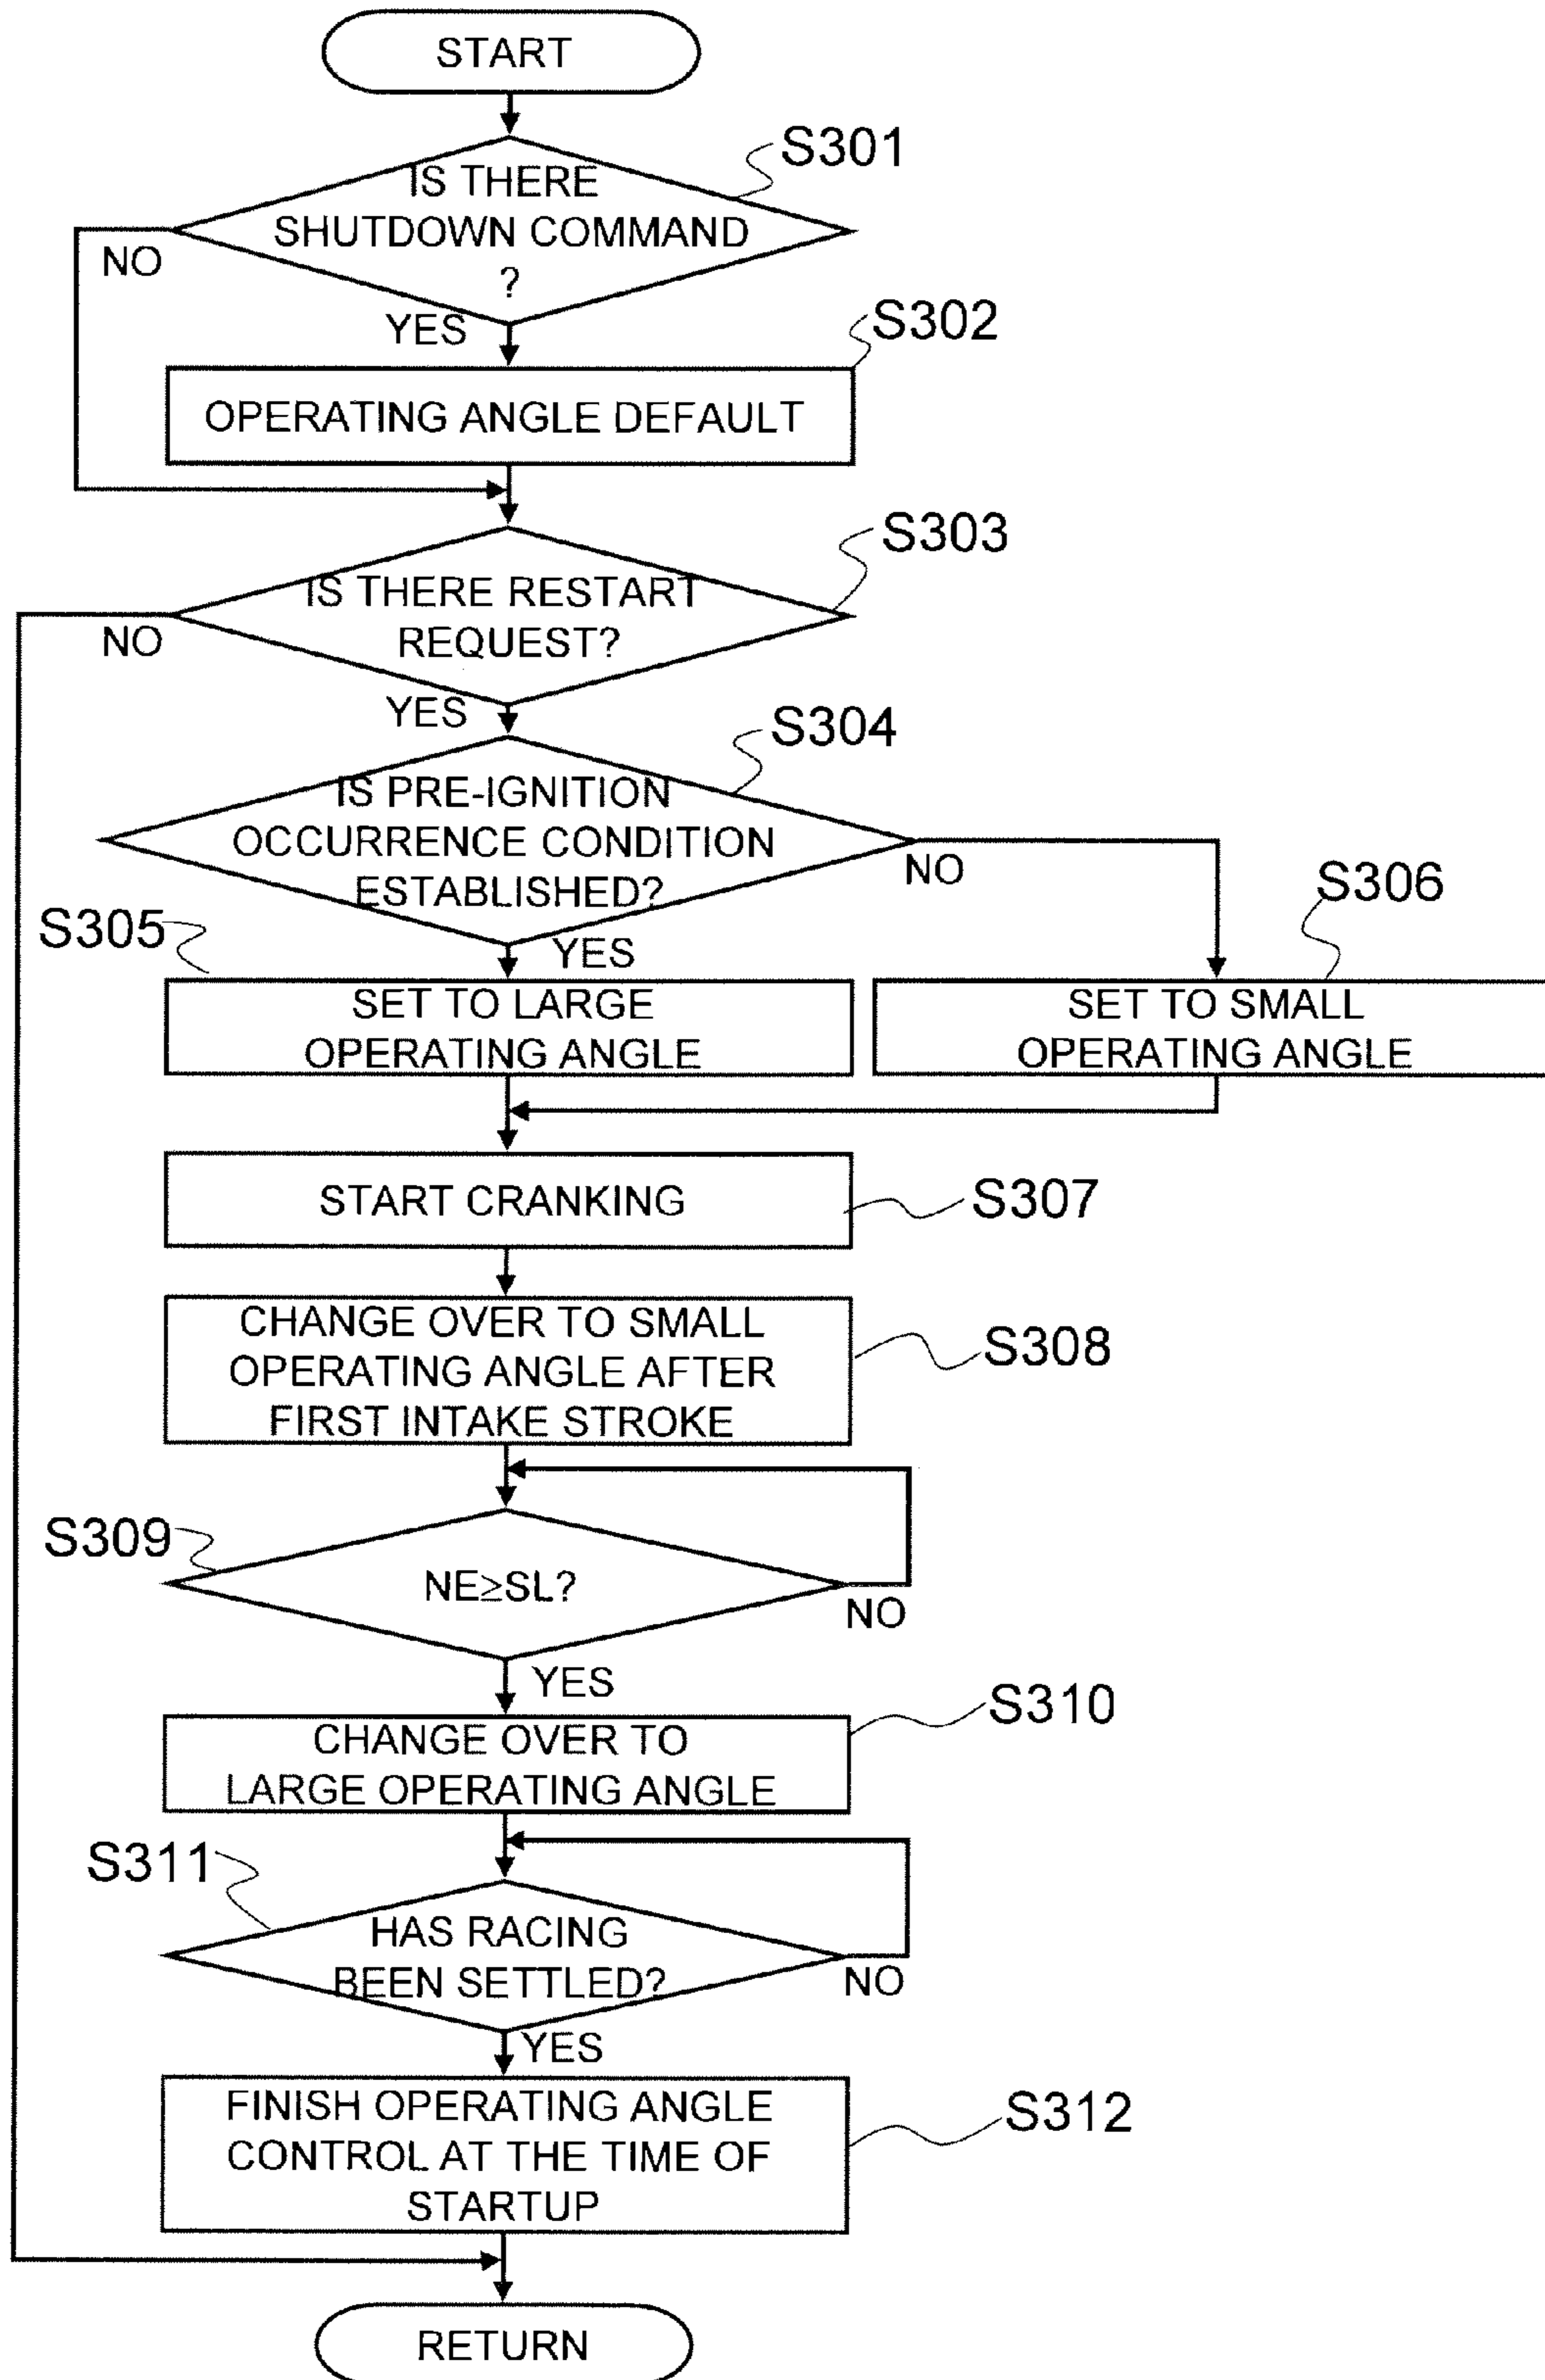 START
S301
IS THERE
SHUTDOWN COMMAND
?
NO
YES
S302
OPERATING ANGLE DEFAULT
S303
IS THERE RESTART
REQUEST?
NO
YES
S304
IS PRE-IGNITION
OCCURRENCE CONDITION
ESTABLISHED?
NO
YES
S305
S306
SET TO LARGE
OPERATING ANGLE
SET TO SMALL
OPERATING ANGLE
START CRANKING
S307
CHANGE OVER TO SMALL
OPERATING ANGLE AFTER
FIRST INTAKE STROKE
S308
S309
NE≥SL?
NO
YES
S310
CHANGE OVER TO
LARGE OPERATING ANGLE
S311
HAS RACING
BEEN SETTLED?
NO
YES
FINISH OPERATING ANGLE
CONTROL AT THE TIME OF
STARTUP
S312
RETURN